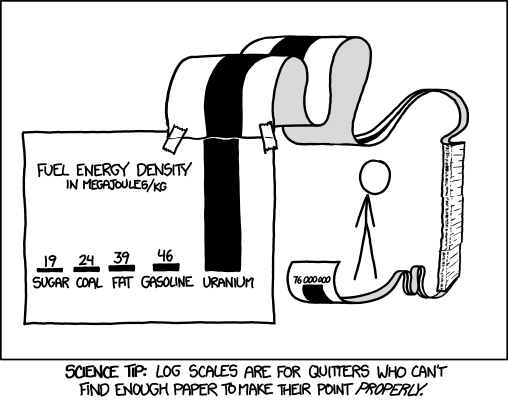 FUEL ENERGY DENSITY
IN MEGAJOULES/KG
19 24 39 46
SUGAR COAL FAT GASOLINE URANIUM
76 000 000
SCIENCE TIP: LOG SCALES ARE FOR QUITTERS WHO CAN'T
FIND ENOUGH PAPER TO MAKE THEIR POINT PROPERLY.